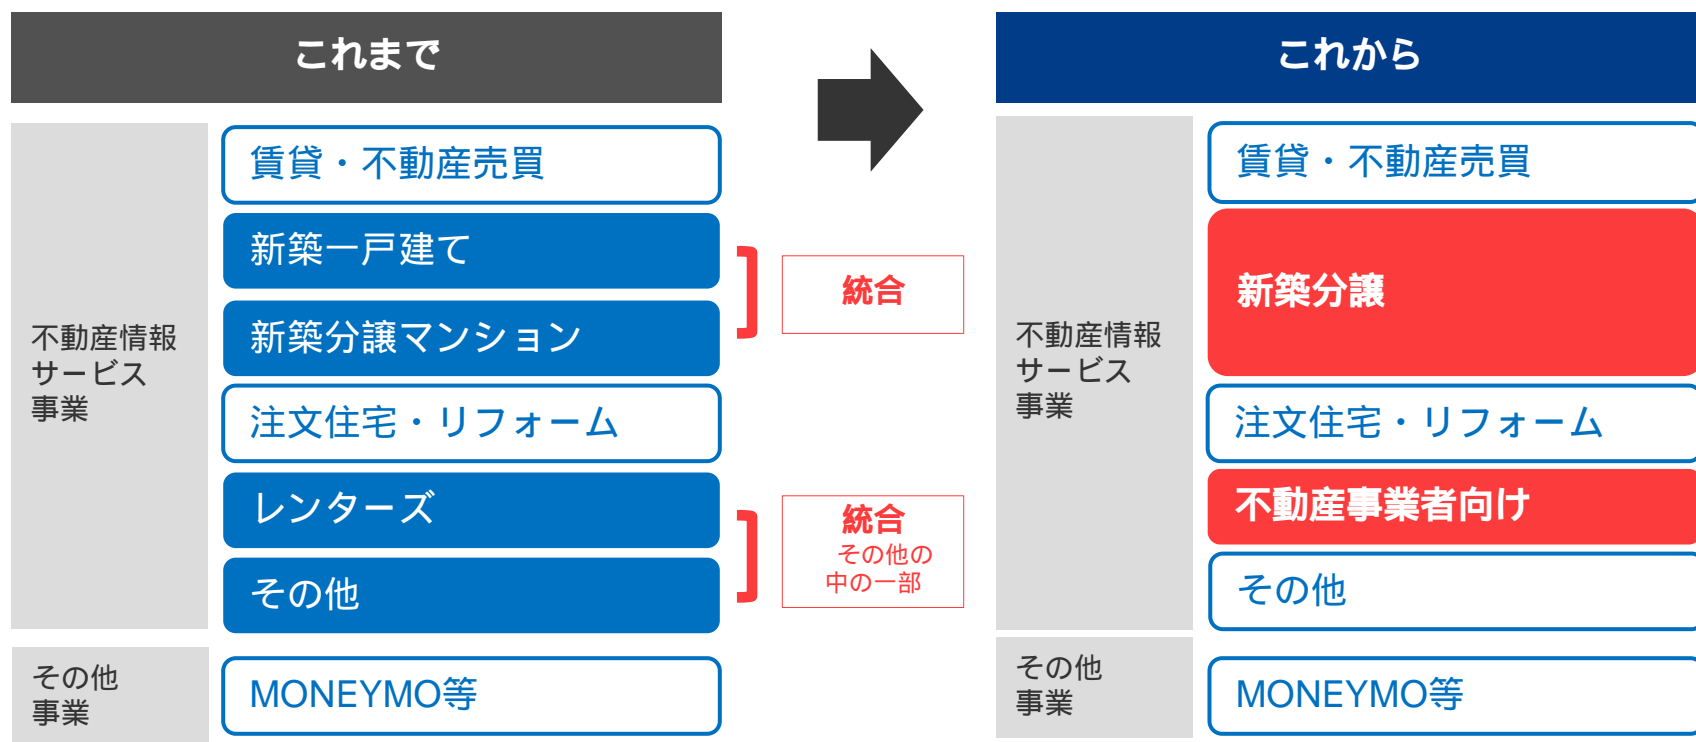 これまで
不動産情報
サービス
事業
賃貸・不動産売買
新築一戸建て
新築分譲マンション
注文住宅・リフォーム
レンターズ
その他
その他
事業
MONEYMO等
統合
統合
その他の
中の一部
これから
不動産情報
サービス
事業
賃貸・不動産売買
新築分譲
注文住宅・リフォーム
不動産事業者向け
その他
その他
事業
MONEYMO等